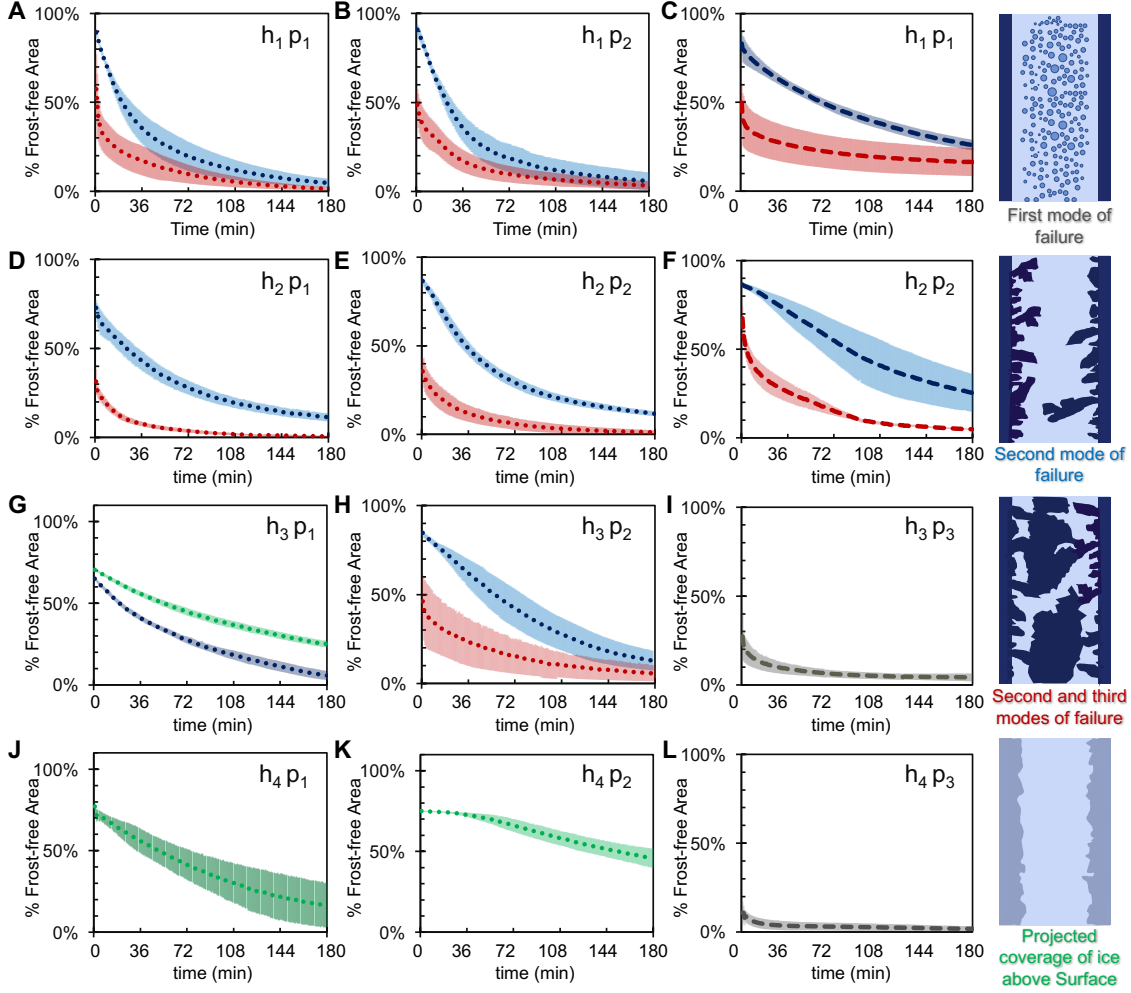 A
100%
50%
0%
% Frost-free Area
h1 p1
0 36 72 108 144 180
Time (min)
B
100%
50%
0%
% Frost-free Area
h1 p2
0 36 72 108 144 180
Time (min)
C
100%
50%
0%
% Frost-free Area
h1 p1
0 36 72 108 144 180
Time (min)
First mode of
failure
D
100%
50%
0%
% Frost-free Area
h2 p1
0 36 72 108 144 180
time (min)
E
100%
50%
0%
% Frost-free Area
h2 p2
0 36 72 108 144 180
time (min)
F
100%
50%
0%
% Frost-free Area
h2 p2
0 36 72 108 144 180
time (min)
Second mode of
failure
G
100%
50%
0%
% Frost-free Area
h3 p1
0 36 72 108 144 180
time (min)
H
100%
50%
0%
% Frost-free Area
h3 p2
0 36 72 108 144 180
time (min)
I
100%
50%
0%
% Frost-free Area
h3 p3
0 36 72 108 144 180
time (min)
Second and third
modes of failure
J
100%
50%
0%
% Frost-free Area
h4 p1
0 36 72 108 144 180
time (min)
K
100%
50%
0%
% Frost-free Area
h4 p2
0 36 72 108 144 180
time (min)
L
100%
50%
0%
% Frost-free Area
h4 p3
0 36 72 108 144 180
time (min)
Projected
coverage of ice
above Surface